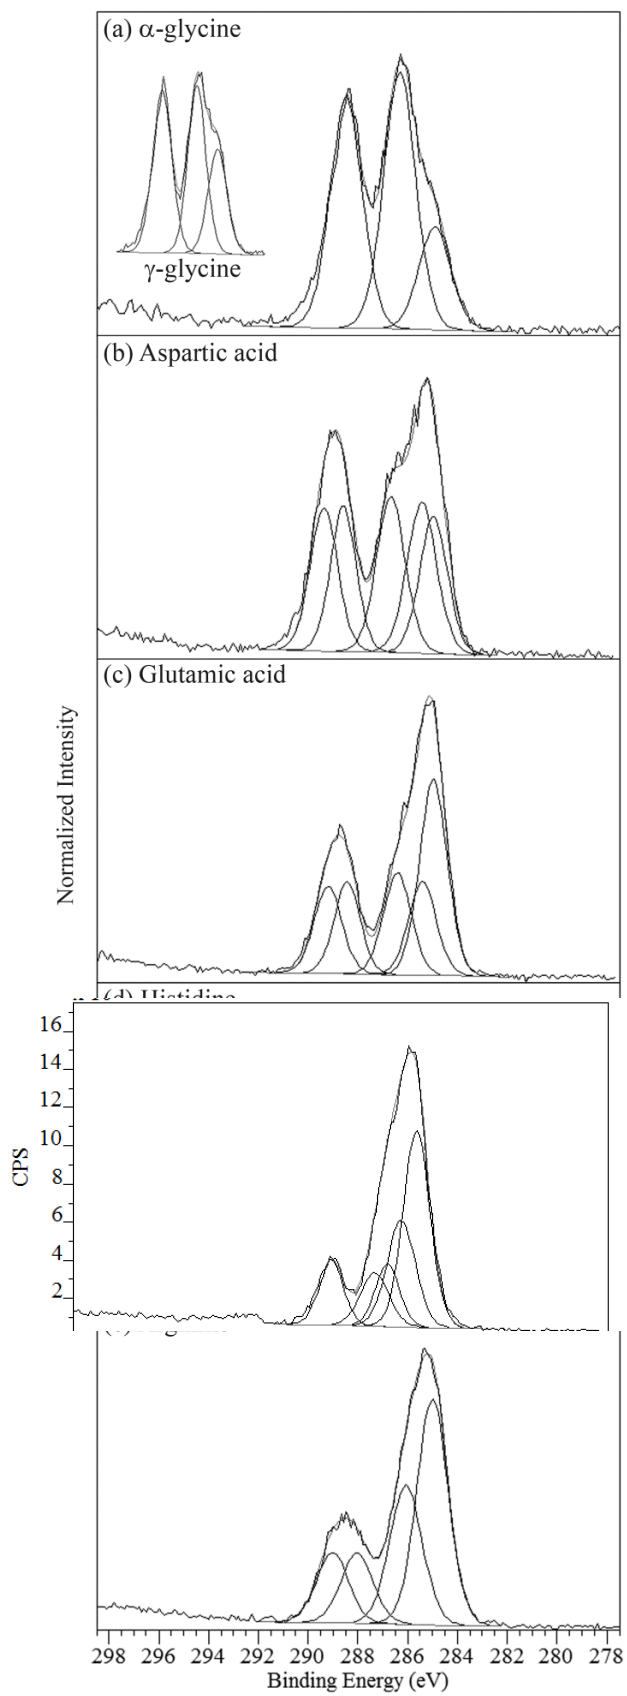 (a) α-glycine
γ-glycine
(b) Aspartic acid
(c) Glutamic acid
Normalized Intensity
(d) Histidine
16
14
12
10
8
6
4
2
CPS
298 296 294 292 290 288 286 284 282 280 278
Binding Energy (eV)